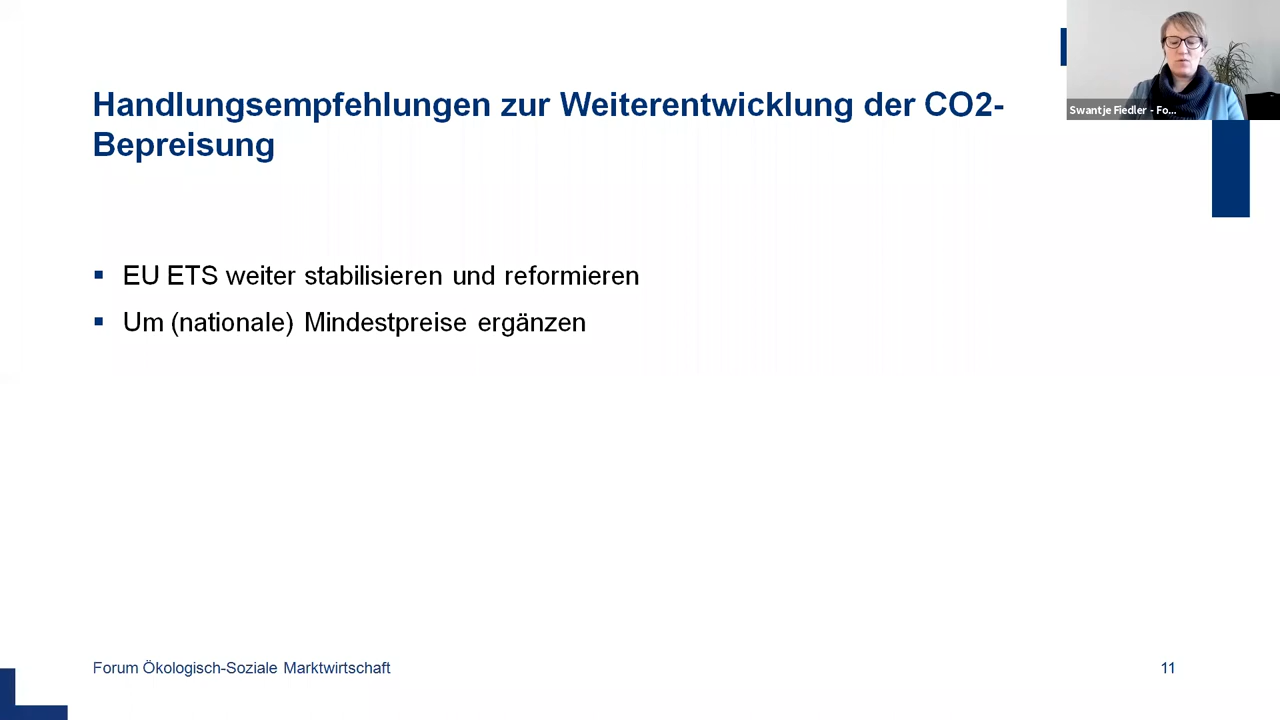 Handlungsempfehlungen zur Weiterentwicklung der CO2-
Bepreisung
Swantje Fiedler - Fo...
▪ EU ETS weiter stabilisieren und reformieren
▪ Um (nationale) Mindestpreise ergänzen
Forum Ökologisch-Soziale Marktwirtschaft
11